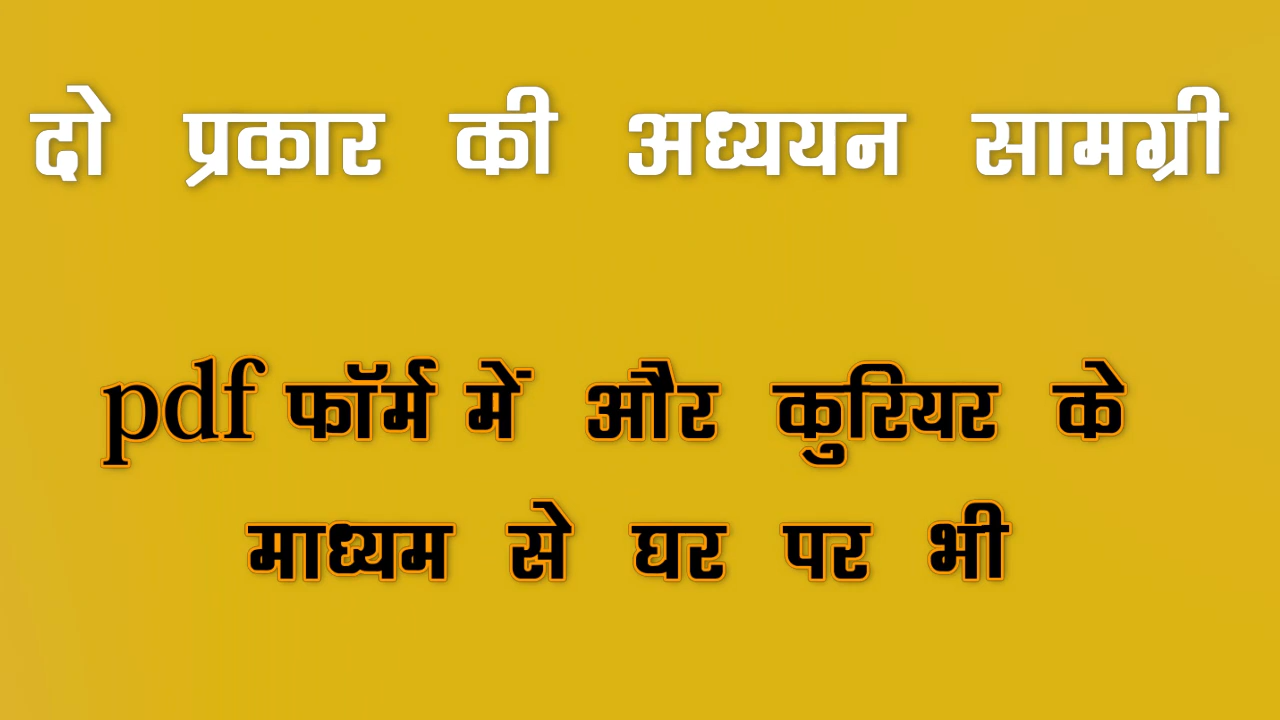 दो प्रकार की अध्ययन सामग्री
pdf फॉर्म में और कुरियर के
माध्यम से घर पर भी